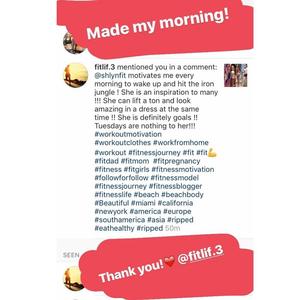 Made my morning!
fitlif.3 mentioned you in a comment:
@shlynfit motivates me every
morning to wake up and hit the iron
jungle ! She is an inspiration to many
!!! She can lift a ton and look
amazing in a dress at the same
time !! She is definitely goals !!
Tuesdays are nothing to her!!!
#workoutmotivation
#workoutclothes #workfromhome
#workout #fitnessjourney #fit #fit💪
#fitdad #fitmom #fitpregnancy
#fitness #fitgirls #fitnessmotivation
#followforfollow #fitnessmodel
#fitnessjourney #fitnessblogger
#fitnesslife #beach #beachbody
#Beautiful #miami #california
#newyork #america #europe
#southamerica #asia #ripped
#eathealthy #ripped 50m
SEEN
Thank you!❤️ @fitlif.3